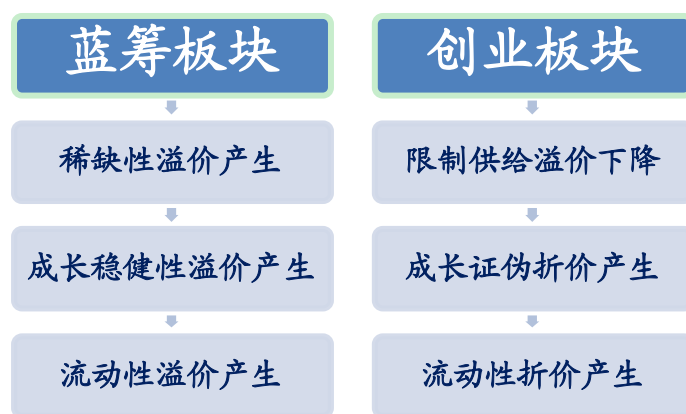 蓝筹板块
稀缺性溢价产生
成长稳健性溢价产生
流动性溢价产生
创业板块
限制供给溢价下降
成长证伪折价产生
流动性折价产生